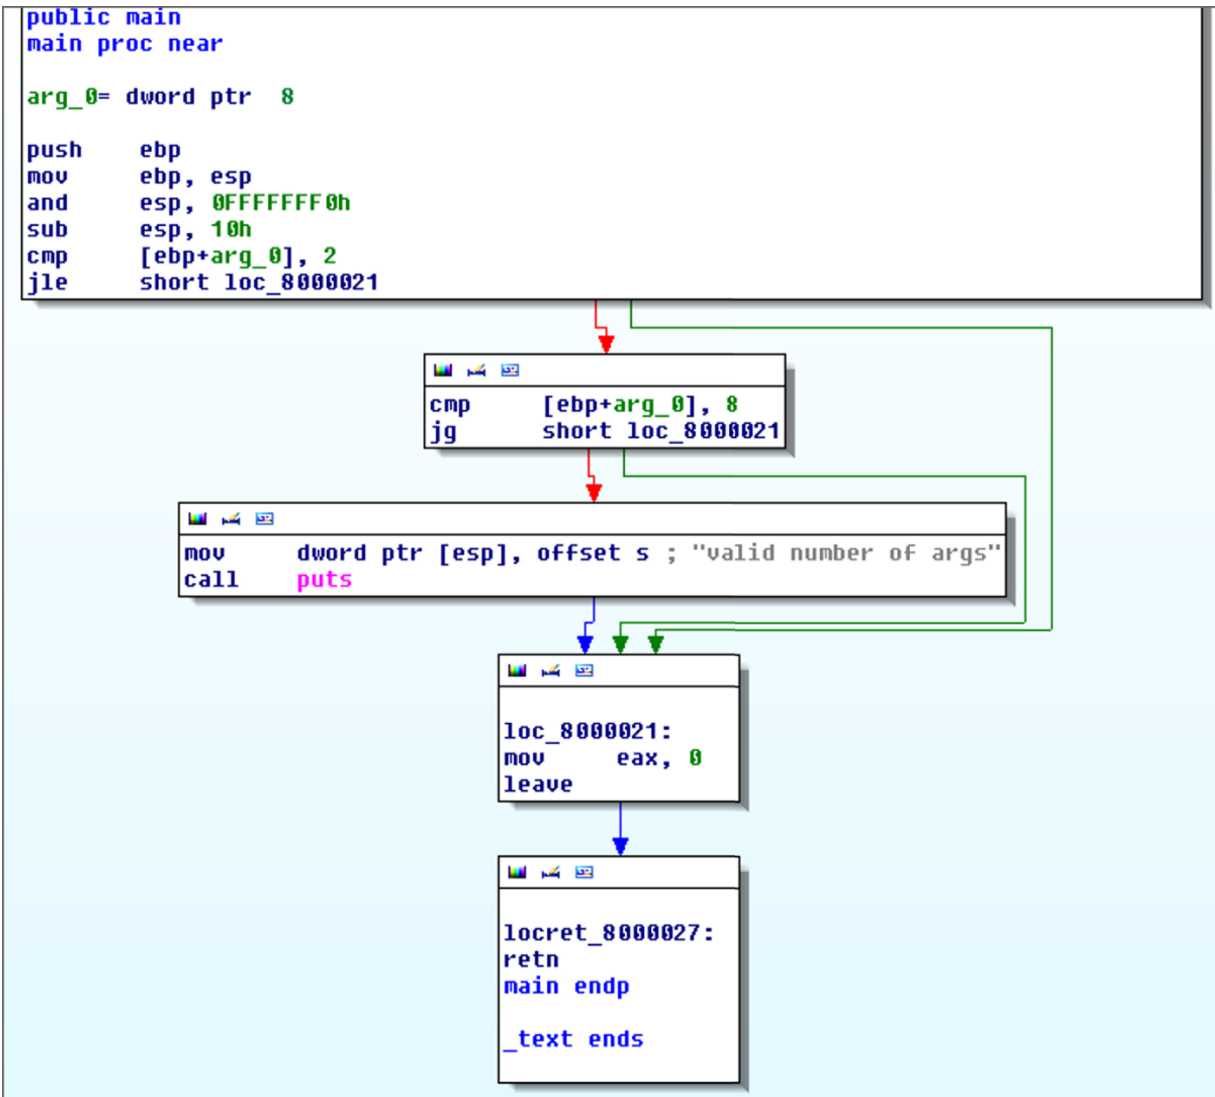 public main
main proc near
arg_0= dword ptr  8
push    ebp
mov     ebp, esp
and     esp, 0FFFFFFF0h
sub     esp, 10h
cmp     [ebp+arg_0], 2
jle     short loc_8000021
cmp     [ebp+arg_0], 8
jg      short loc_8000021
mov     dword ptr [esp], offset s ; "valid number of args"
call    puts
loc_8000021:
mov     eax, 0
leave
locret_8000027:
retn
main endp
_text ends